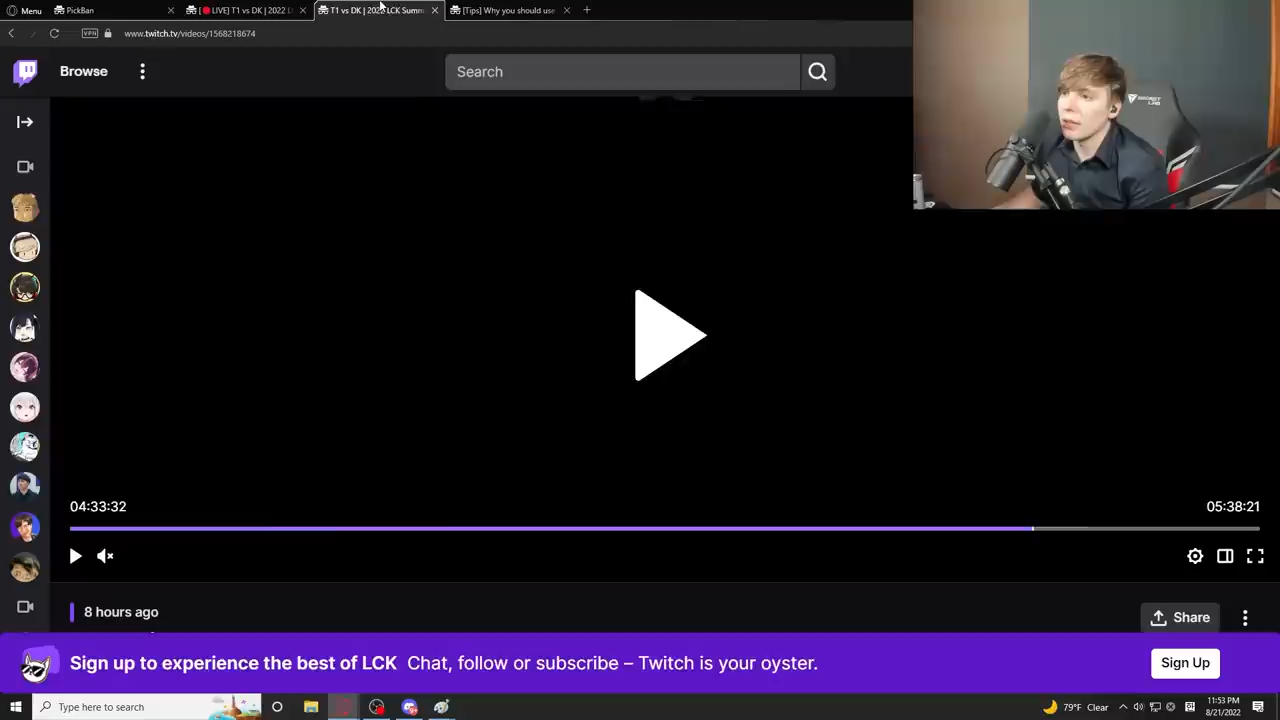 Menu
PickBan
[🔴 LIVE] T1 vs DK | 2022 L
T1 vs DK | 2022 LCK Summ
[Tips] Why you should use
VPN
www.twitch.tv/videos/1568218674
Browse
Search
SECRET
LAB
04:33:32
05:38:21
8 hours ago
Share
Sign up to experience the best of LCK Chat, follow or subscribe – Twitch is your oyster.
Sign Up
Type here to search
79°F Clear
11:53 PM
8/21/2022